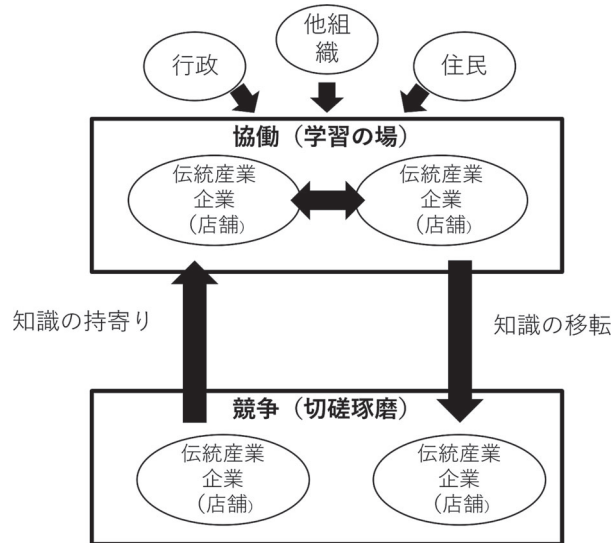 行政
他組
織
住民
協働（学習の場）
伝統産業
企業
（店舗）
伝統産業
企業
（店舗）
知識の持寄り
知識の移転
競争（切磋琢磨）
伝統産業
企業
（店舗）
伝統産業
企業
（店舗）